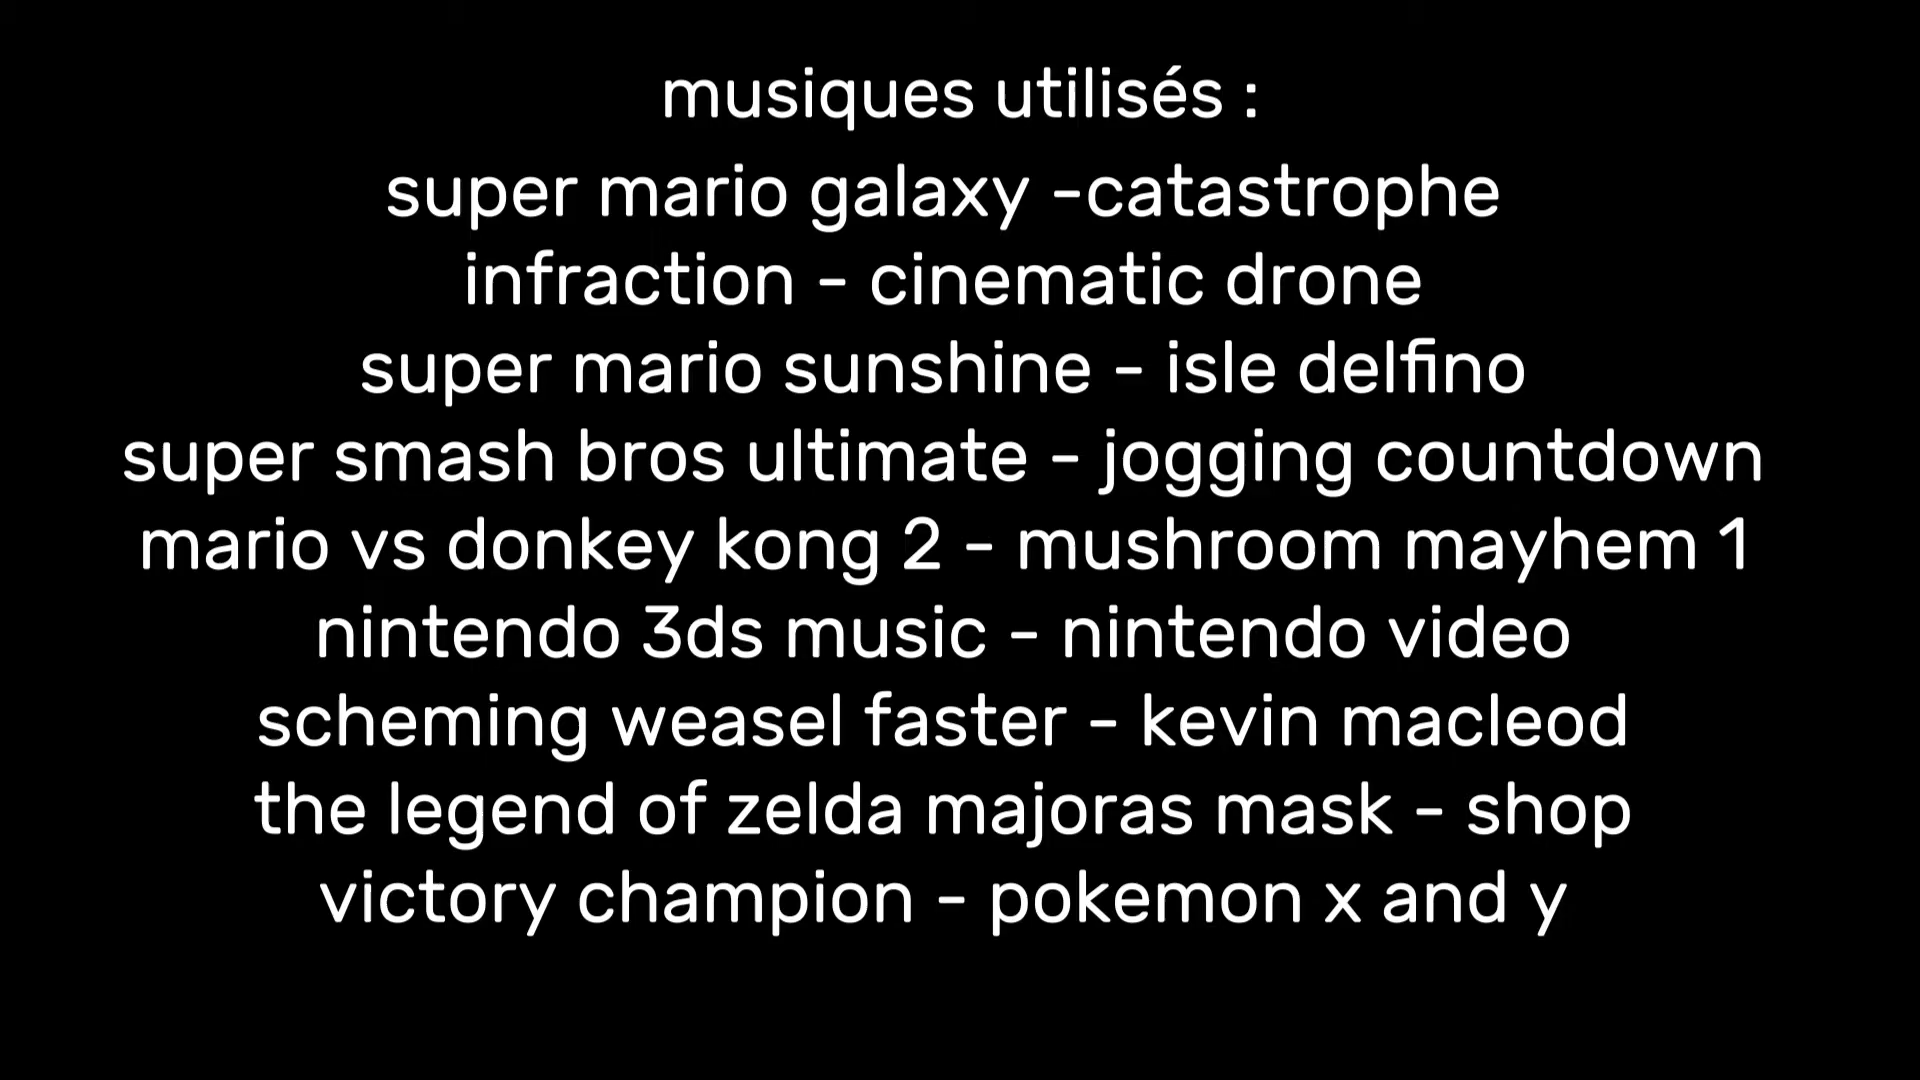 musiques utilisés :
super mario galaxy -catastrophe
infraction - cinematic drone
super mario sunshine - isle delfino
super smash bros ultimate - jogging countdown
mario vs donkey kong 2 - mushroom mayhem 1
nintendo 3ds music - nintendo video
scheming weasel faster - kevin macleod
the legend of zelda majoras mask - shop
victory champion - pokemon x and y